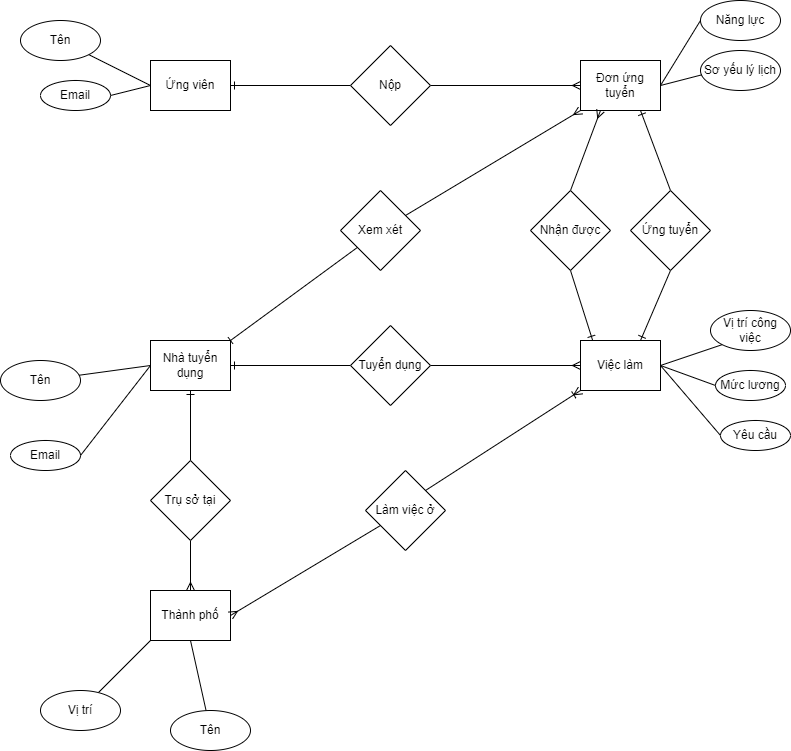 Năng lực
Tên
Ứng viên
Nộp
Đơn ứng
tuyển
Sơ yếu lý lịch
Email
Xem xét
Nhận được
Ứng tuyển
Vị trí công
việc
Nhà tuyển
dụng
Tuyển dụng
Việc làm
Tên
Mức lương
Yêu cầu
Email
Trụ sở tại
Làm việc ở
Thành phố
Vị trí
Tên